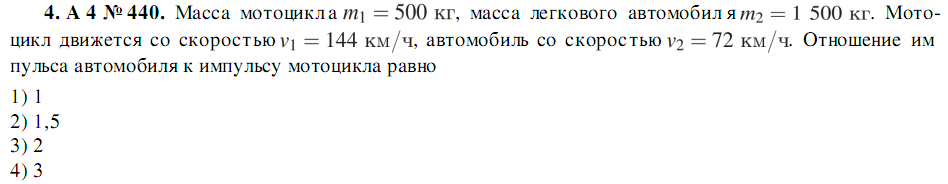 4. А 4 № 440. Масса мотоцикла m₁ = 500 кг, масса легкового автомобиля m₂ = 1 500 кг. Мото-
цикл движется со скоростью v₁ = 144 км/ч, автомобиль со скоростью v₂ = 72 км/ч. Отношение им
пульса автомобиля к импульсу мотоцикла равно
1) 1
2) 1,5
3) 2
4) 3